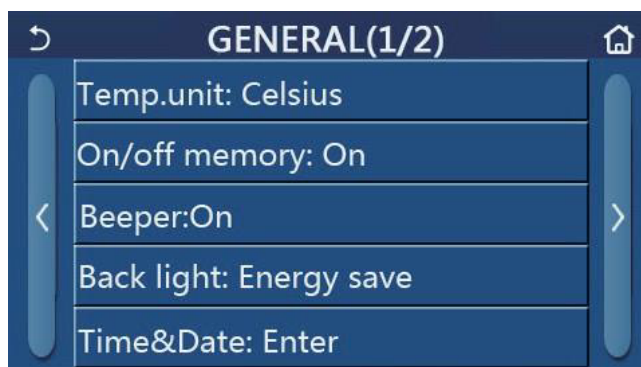 GENERAL(1/2)
Temp.unit: Celsius
On/off memory: On
Beeper:On
Back light: Energy save
Time&Date: Enter